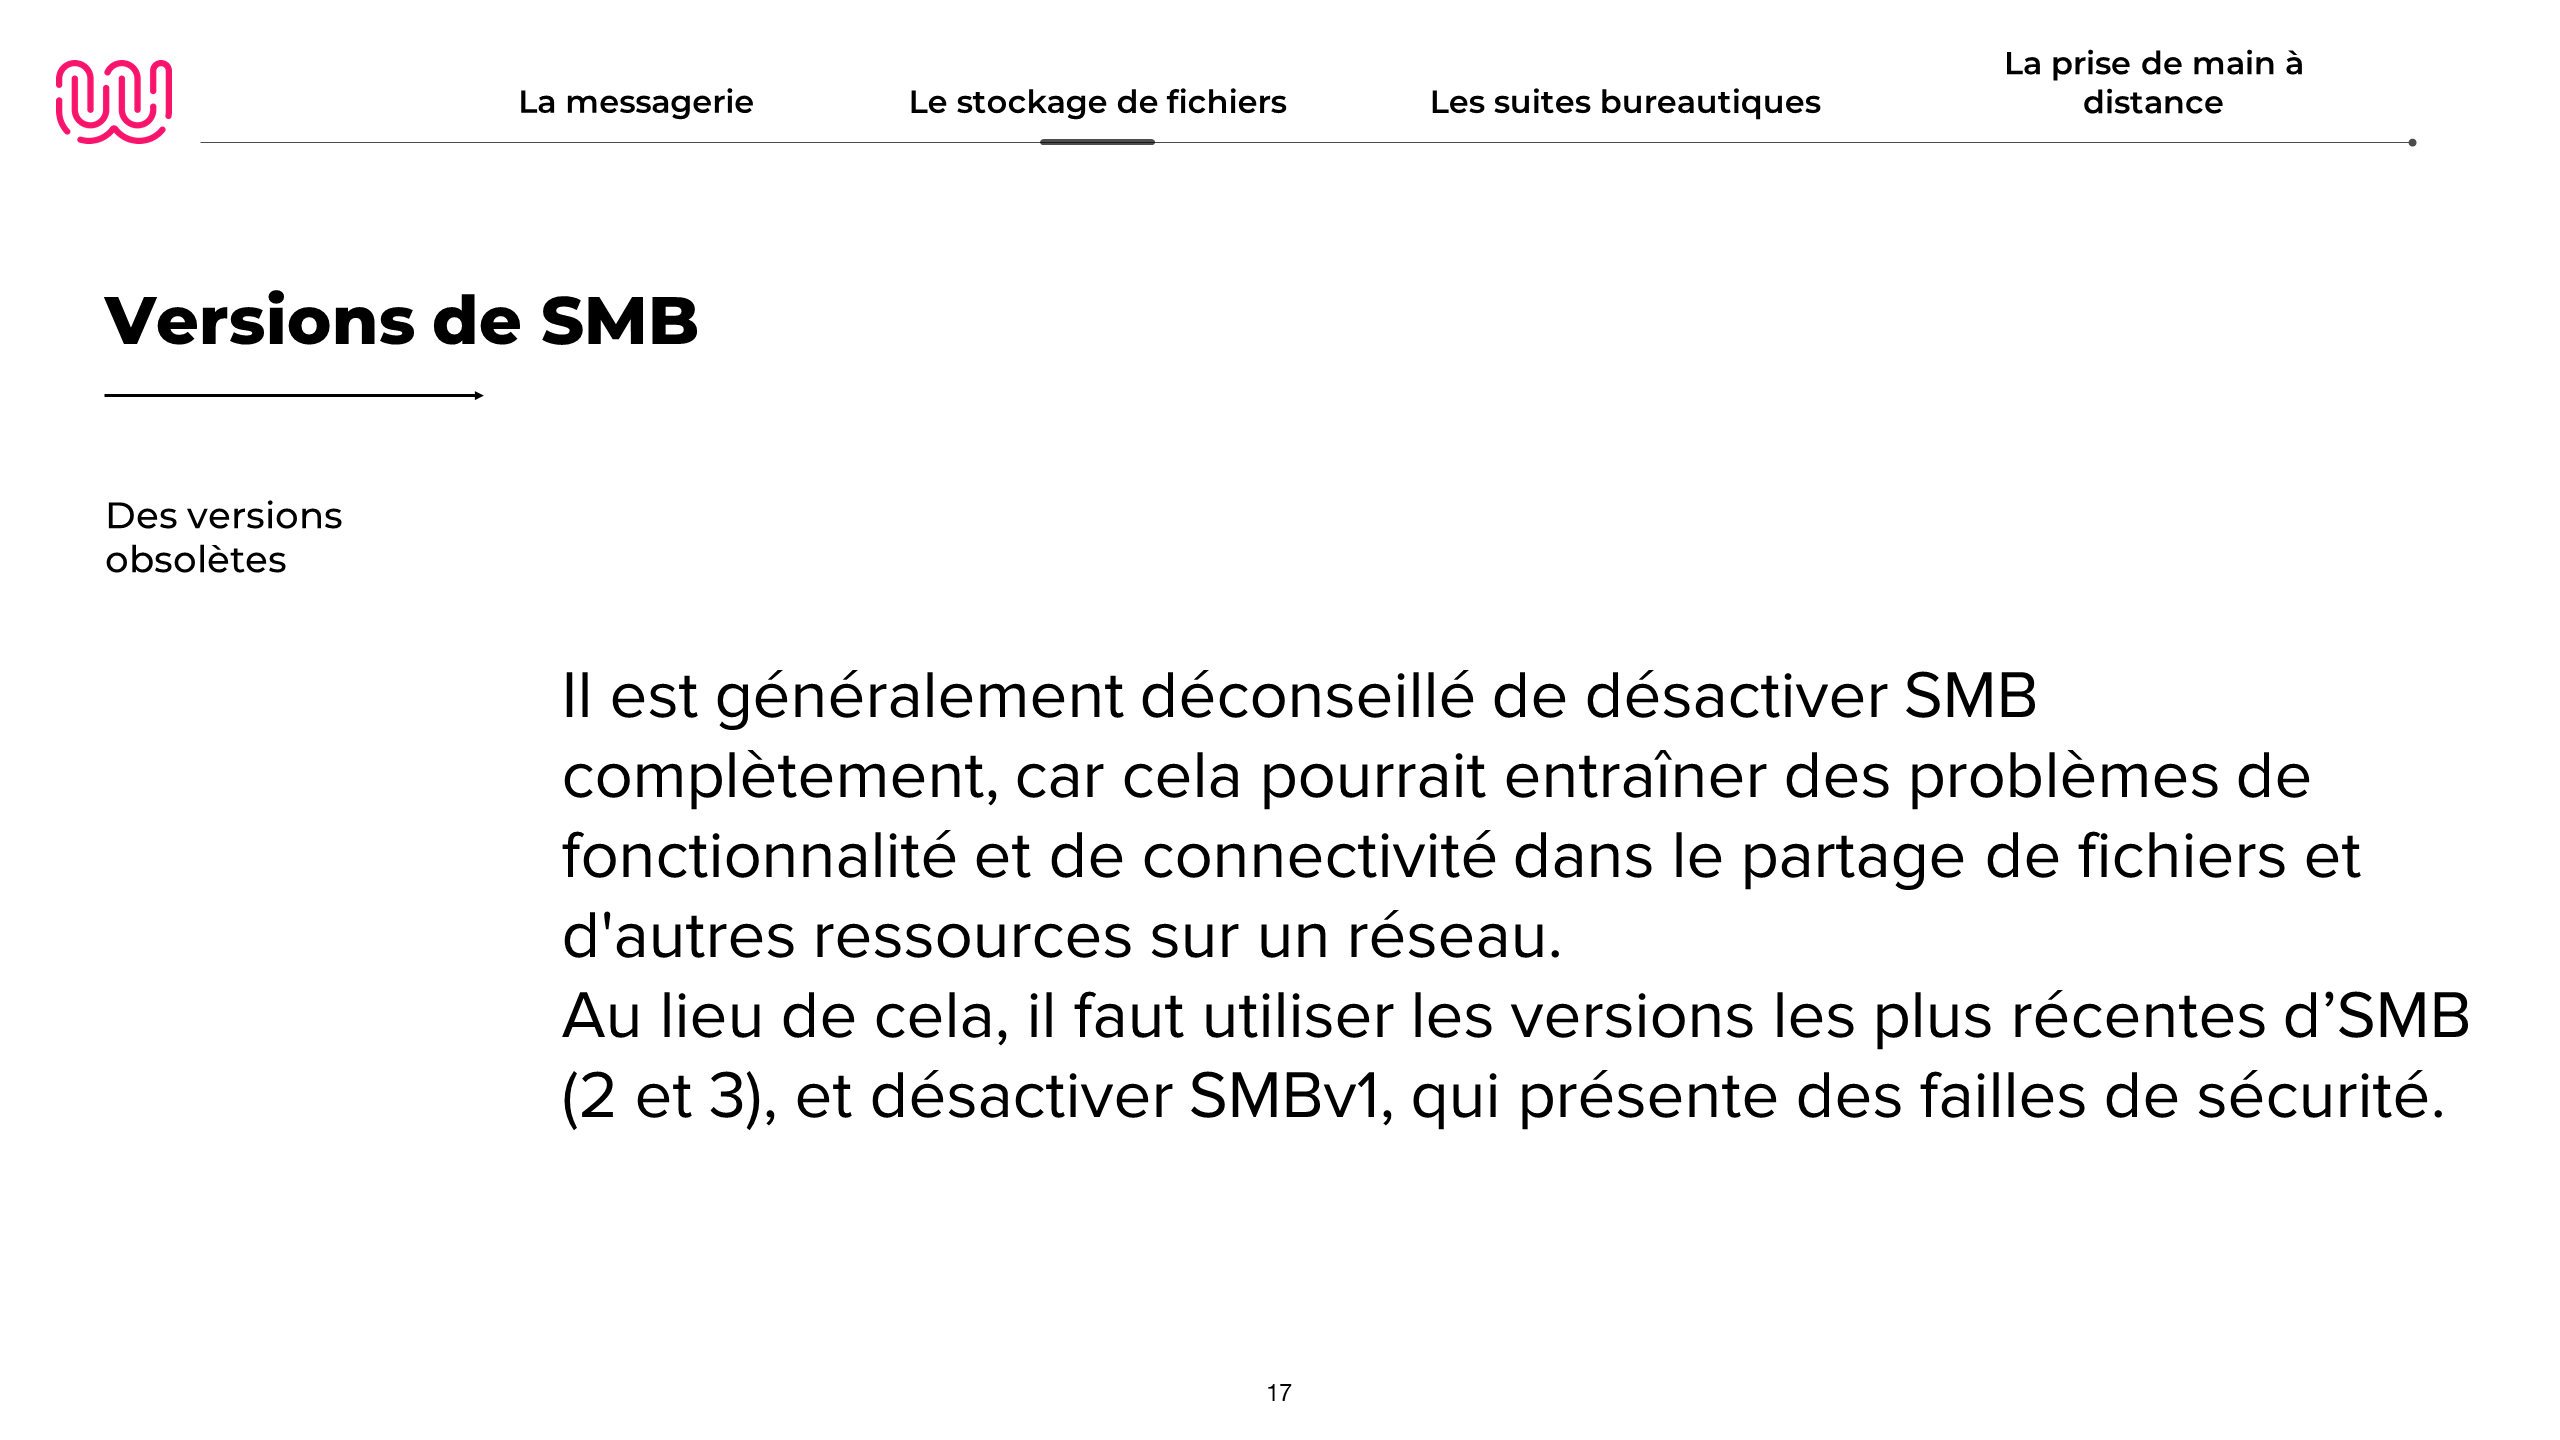 La messagerie
Le stockage de fichiers
Les suites bureautiques
La prise de main à
distance
Versions de SMB
Des versions
obsolètes
Il est généralement déconseillé de désactiver SMB
complètement, car cela pourrait entraîner des problèmes de
fonctionnalité et de connectivité dans le partage de fichiers et
d'autres ressources sur un réseau.
Au lieu de cela, il faut utiliser les versions les plus récentes d’SMB
(2 et 3), et désactiver SMBv1, qui présente des failles de sécurité.
17